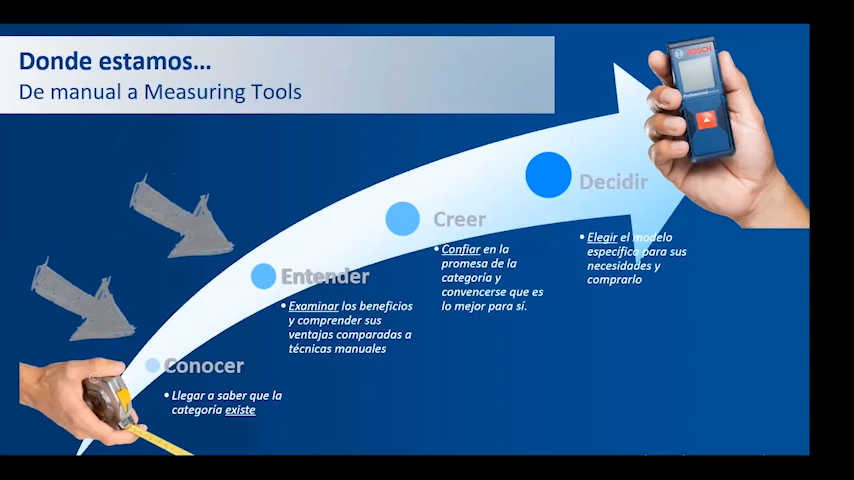 Donde estamos...
De manual a Measuring Tools
BOSCH
Professional
Decidir
• Elegir el modelo
específico para sus
necesidades y
comprarlo
Creer
• Confiar en la
promesa de la
categoría y
convencerse que es
lo mejor para sí.
Entender
• Examinar los beneficios
y comprender sus
ventajas comparadas a
técnicas manuales
Conocer
• Llegar a saber que la
categoría existe